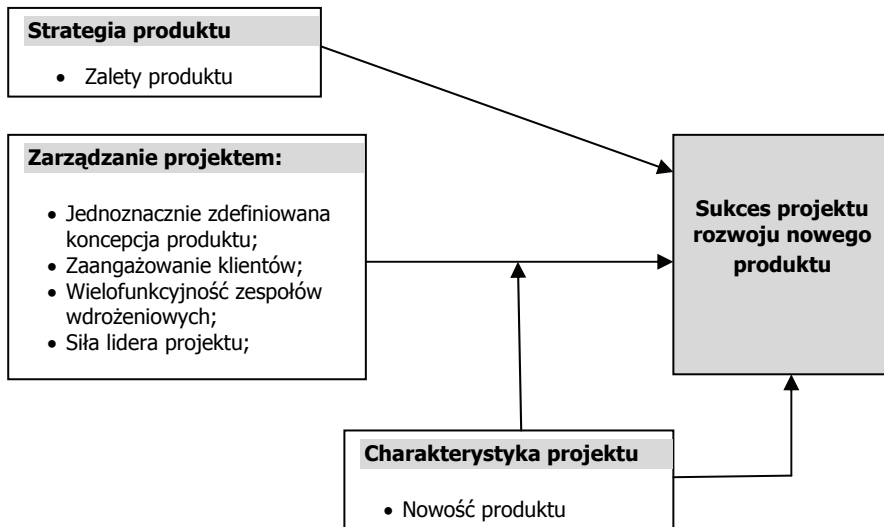 Strategia produktu
• Zalety produktu
Zarządzanie projektem:
• Jednoznacznie zdefiniowana
koncepcja produktu;
• Zaangażowanie klientów;
• Wielofunkcyjność zespołów
wdrożeniowych;
• Siła lidera projektu;
Sukces projektu
rozwoju nowego
produktu
Charakterystyka projektu
• Nowość produktu